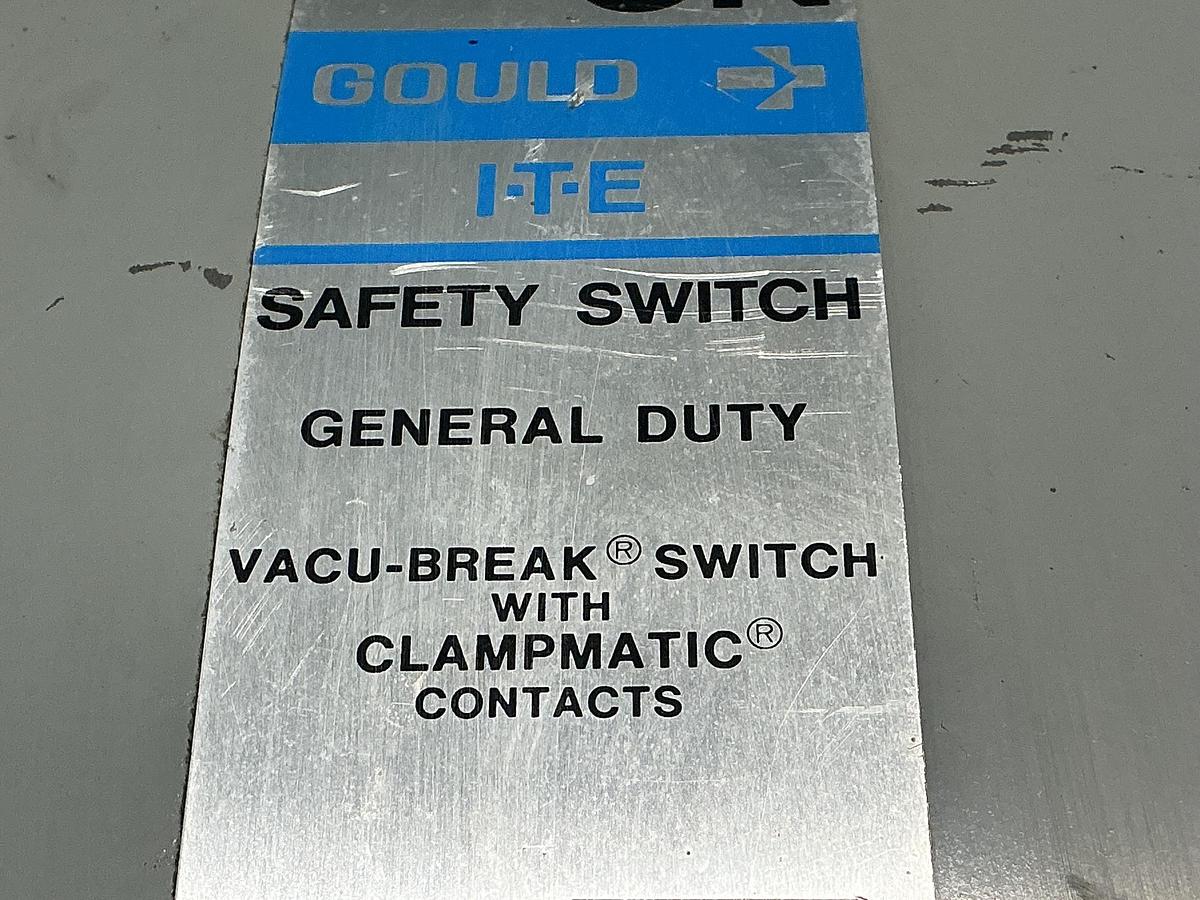 GOULD
I-T-E
SAFETY SWITCH
GENERAL DUTY
VACU-BREAK® SWITCH
WITH
CLAMPMATIC®
CONTACTS